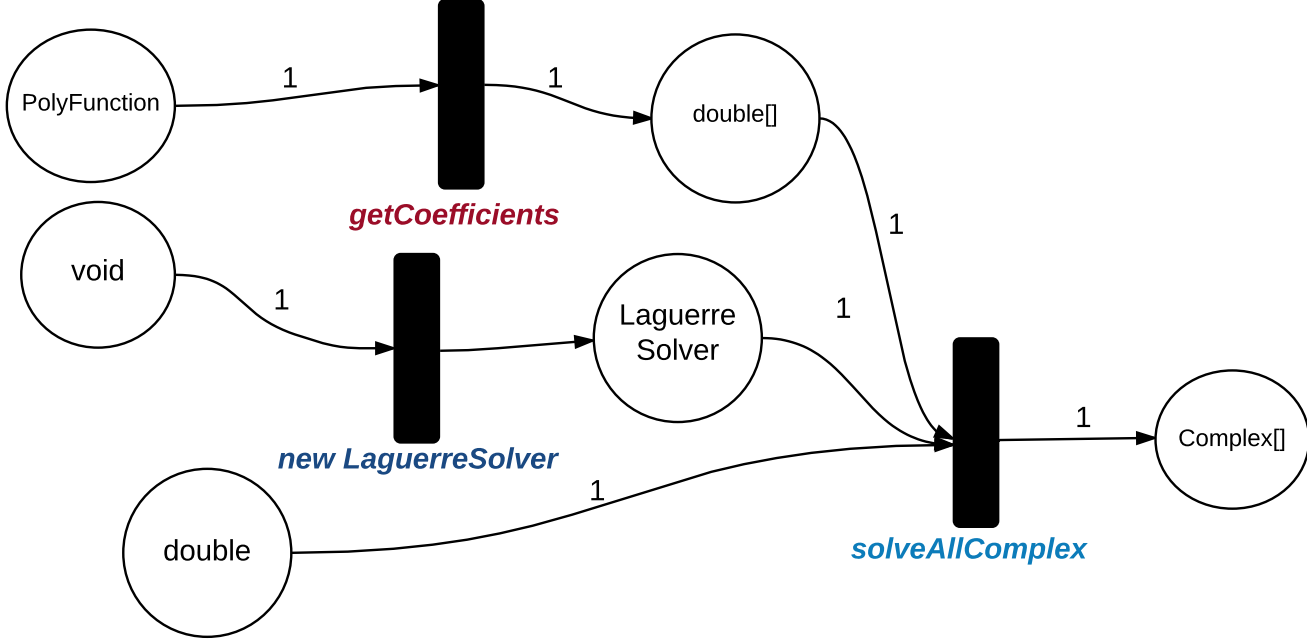 PolyFunction
1
1
double[]
getCoefficients
void
1
1
Laguerre
Solver
1
new LaguerreSolver
double
1
1
Complex[]
solveAllComplex